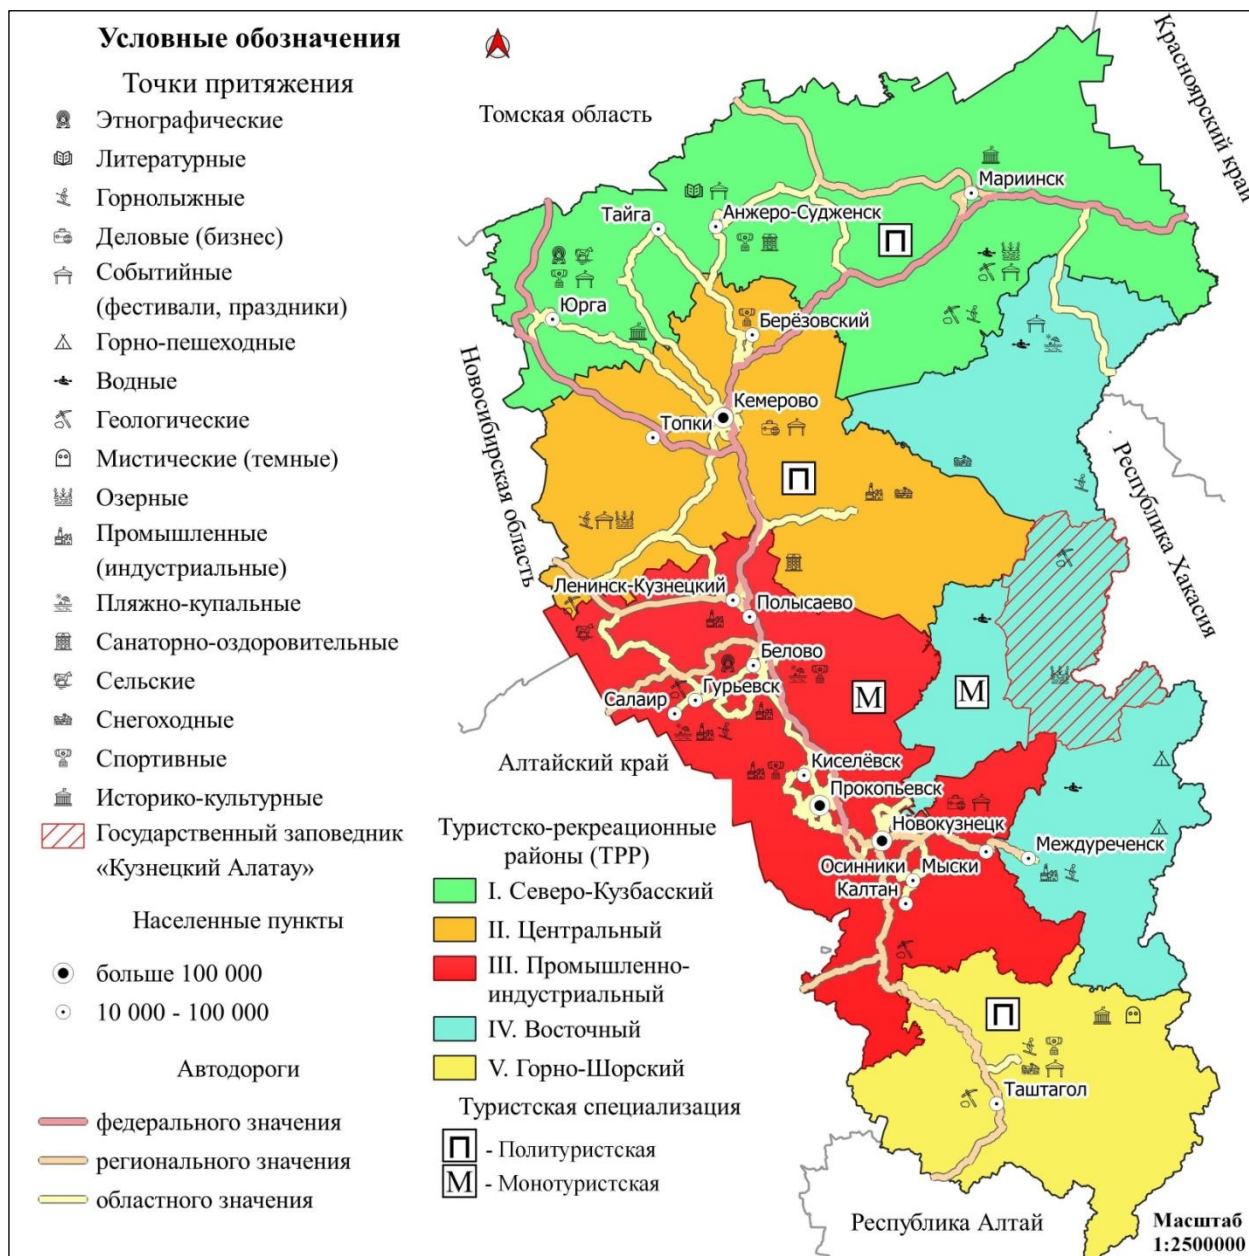 Условные обозначения
Точки притяжения
Этнографические
Литературные
Горнолыжные
Деловые (бизнес)
Событийные
(фестивали, праздники)
Горно-пешеходные
Водные
Геологические
Мистические (темные)
Озерные
Промышленные
(индустриальные)
Пляжно-купальные
Санаторно-оздоровительные
Сельские
Снегоходные
Спортивные
Историко-культурные
Государственный заповедник
«Кузнецкий Алатау»
Населенные пункты
больше 100 000
10 000 - 100 000
Автодороги
федерального значения
регионального значения
областного значения
Туристско-рекреационные
районы (ТРР)
I. Северо-Кузбасский
II. Центральный
III. Промышленно-
индустриальный
IV. Восточный
V. Горно-Шорский
Туристская специализация
П - Политуристская
М - Монотуристская
Томская область
Красноярский край
Мариинск
Тайга
Анжеро-Судженск
П
Юрга
Берёзовский
Новосибирская область
Кемерово
Топки
П
Республика Хакасия
Ленинск-Кузнецкий
Полысаево
Белово
Гурьевск
Салаир
М
М
Алтайский край
Киселёвск
Прокопьевск
Новокузнецк
Междуреченск
Осинники
Мыски
Калтан
П
Таштагол
Республика Алтай
Масштаб
1:2500000